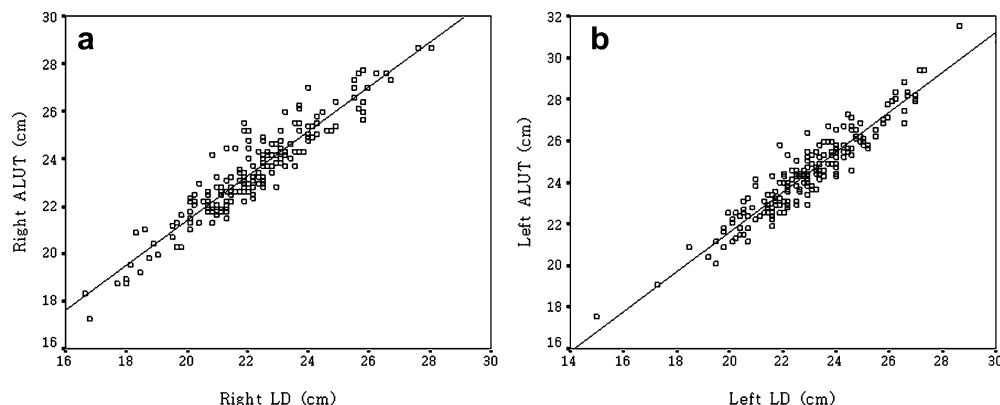 a
30
28
26
24
22
20
18
16
Right ALUT (cm)
16 18 20 22 24 26 28 30
Right LD (cm)
b
32
30
28
26
24
22
20
18
16
Left ALUT (cm)
14 16 18 20 22 24 26 28 30
Left LD (cm)